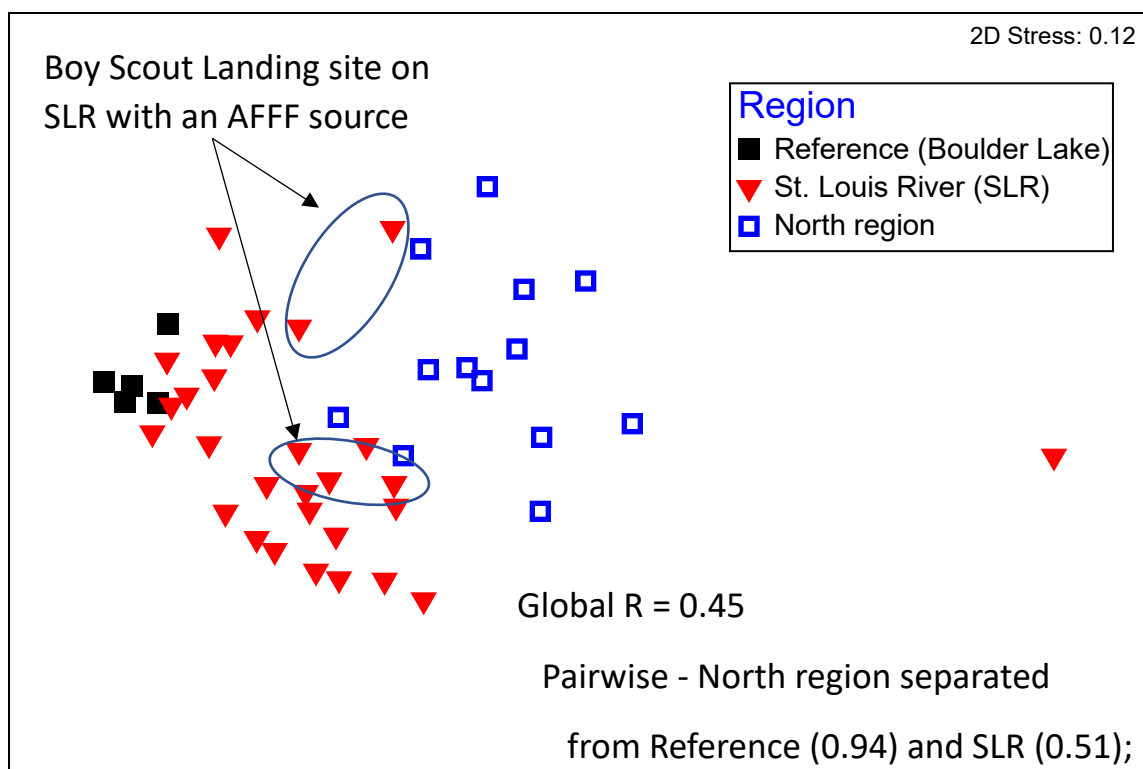 2D Stress: 0.12
Boy Scout Landing site on
SLR with an AFFF source
Region
Reference (Boulder Lake)
St. Louis River (SLR)
North region
Global R = 0.45
Pairwise - North region separated
from Reference (0.94) and SLR (0.51);